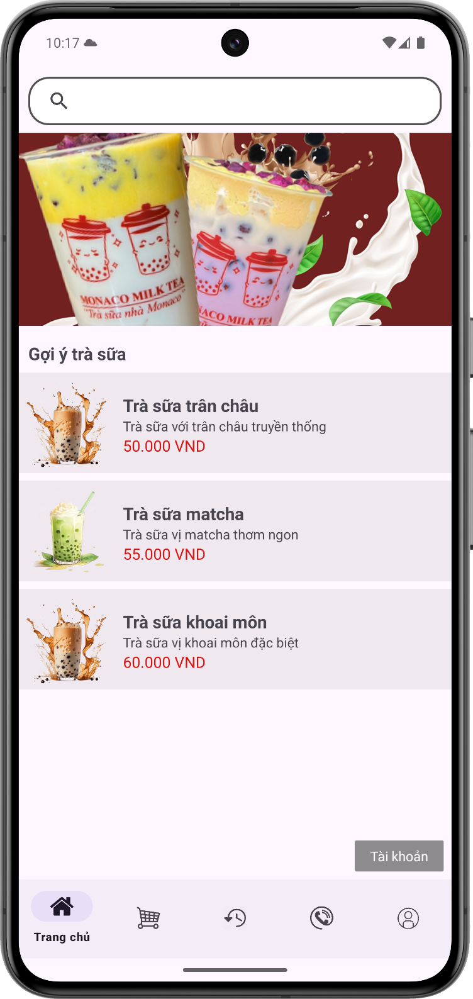 10:17
MONACO MILK TEA
"Trà sữa nhà Monaco"
NACO MILK TEA
Gợi ý trà sữa
Trà sữa trân châu
Trà sữa với trân châu truyền thống
50.000 VND
Trà sữa matcha
Trà sữa vị matcha thơm ngon
55.000 VND
Trà sữa khoai môn
Trà sữa vị khoai môn đặc biệt
60.000 VND
Tài khoản
Trang chủ